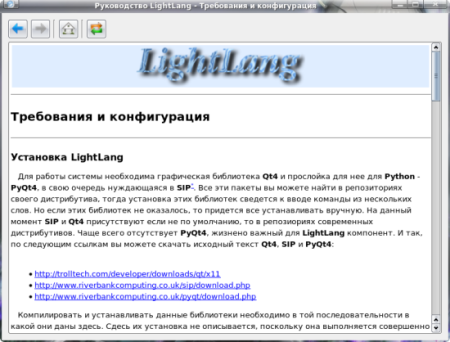 Руководство LightLang - Требования и конфигурация
LightLang
Требования и конфигурация
Установка LightLang
Для работы системы необходима графическая библиотека Qt4 и прослойка для нее для Python -
PyQt4, в свою очередь нуждающаяся в SIP. Все эти пакеты вы можете найти в репозиториях
своего дистрибутива, тогда установка этих библиотек сведется к вводе команды из нескольких
слов. Но если этих библиотек не оказалось, то придется все устанавливать вручную. На данный
момент SIP и Qt4 присутствуют если не по умолчанию, то в репозиориях современных
дистрибутивов. Чаще всего отсутствует PyQt4, жизнено важный для LightLang компонент. И так,
по следующим ссылкам вы можете скачать исходный текст Qt4, SIP и PyQt4:
http://trolltech.com/developer/downloads/qt/x11
http://www.riverbankcomputing.co.uk/sip/download.php
http://www.riverbankcomputing.co.uk/pyqt/download.php
Компилировать и устанавливать данные библиотеки необходимо в той последовательности в
какой они даны здесь. Сдесь их установка не описывается, поскольку она выполняется совершенно